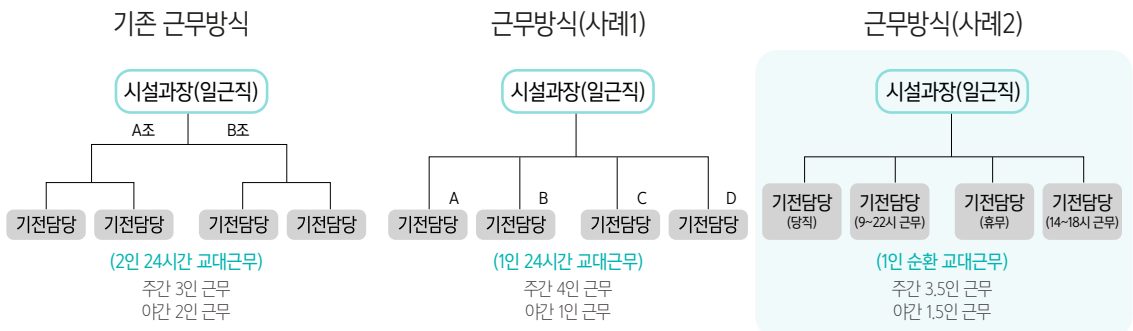 기존 근무방식
시설과장(일근직)
A조
B조
기전담당
기전담당
기전담당
기전담당
(2인 24시간 교대근무)
주간 3인 근무
야간 2인 근무
근무방식(사례1)
시설과장(일근직)
A
B
C
D
기전담당
기전담당
기전담당
기전담당
(1인 24시간 교대근무)
주간 4인 근무
야간 1인 근무
근무방식(사례2)
시설과장(일근직)
기전담당
(당직)
기전담당
(9~22시 근무)
기전담당
(휴무)
기전담당
(14~18시 근무)
(1인 순환 교대근무)
주간 3.5인 근무
야간 1.5인 근무